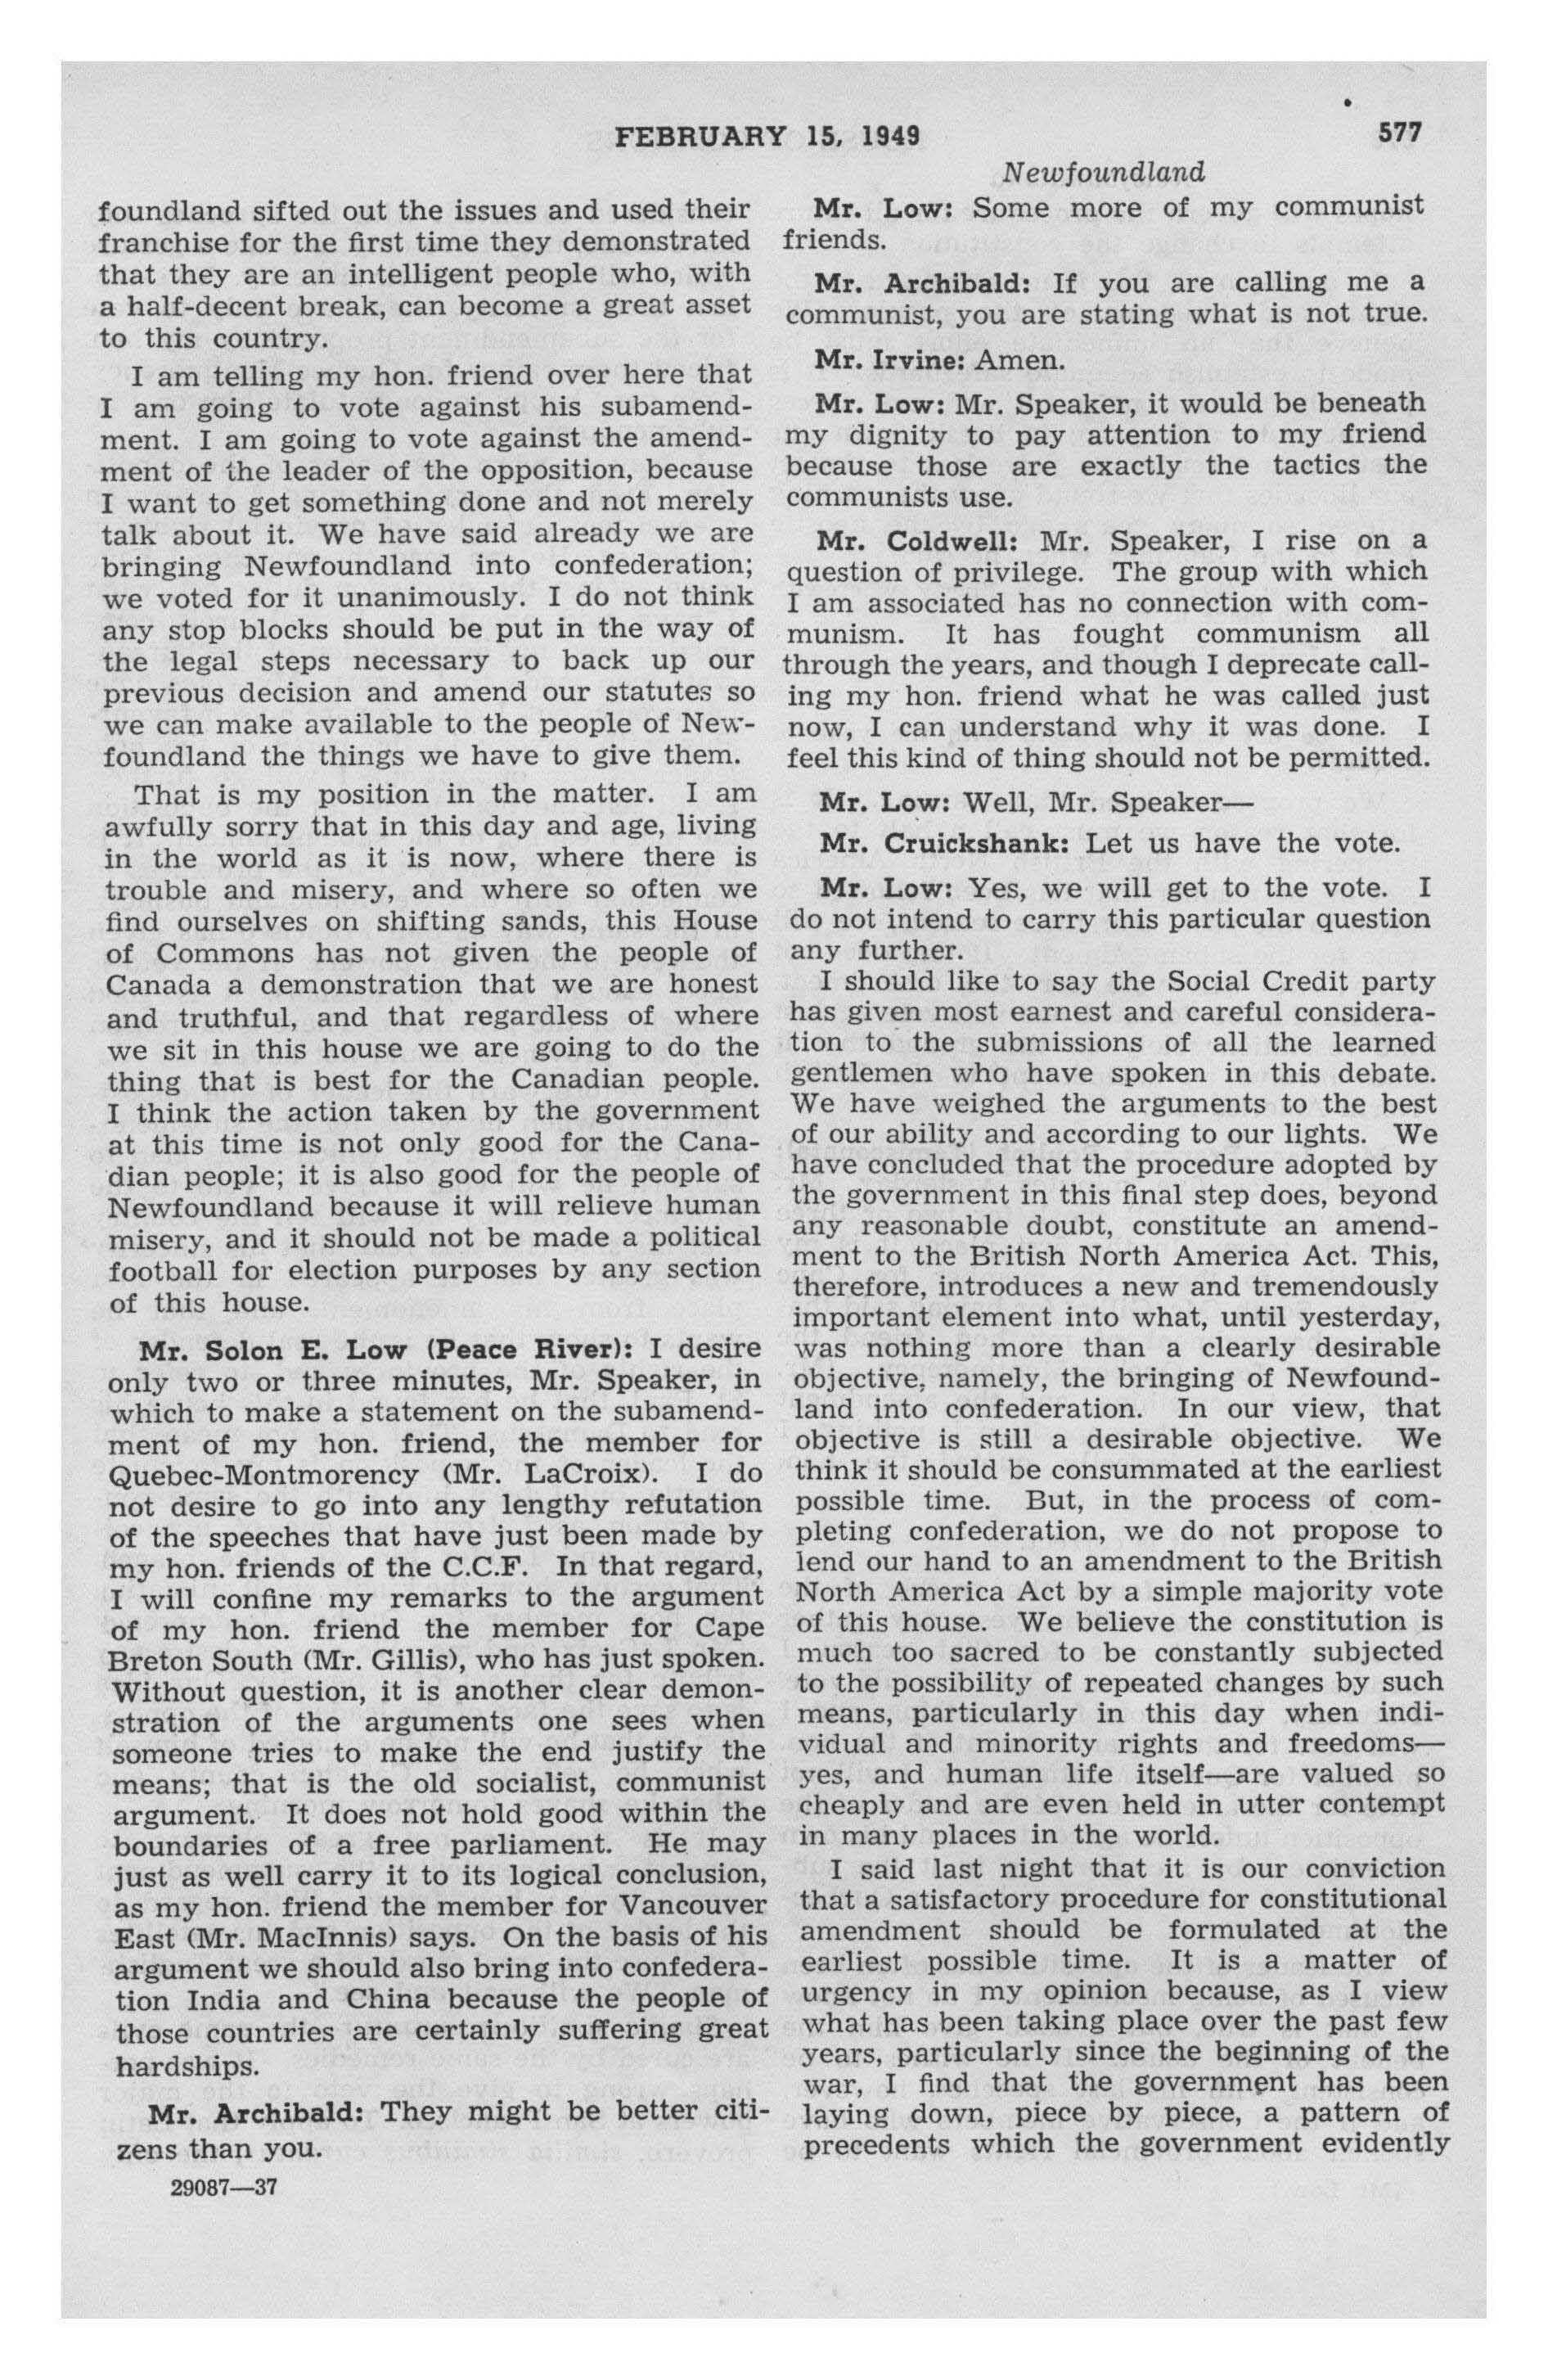 FEBRUARY 15, 1949
577
Newfoundland
foundland sifted out the issues and used their
franchise for the first time they demonstrated
that they are an intelligent people who, with
a half-decent break, can become a great asset
to this country.
I am telling my hon. friend over here that
I am going to vote against his subamend-
ment. I am going to vote against the amend-
ment of the leader of the opposition, because
I want to get something done and not merely
talk about it. We have said already we are
bringing Newfoundland into confederation;
we voted for it unanimously. I do not think
any stop blocks should be put in the way of
the legal steps necessary to back up our
previous decision and amend our statutes so
we can make available to the people of New-
foundland the things we have to give them.
That is my position in the matter. I am
awfully sorry that in this day and age, living
in the world as it is now, where there is
trouble and misery, and where so often we
find ourselves on shifting sands, this House
of Commons has not given the people of
Canada a demonstration that we are honest
and truthful, and that regardless of where
we sit in this house we are going to do the
thing that is best for the Canadian people.
I think the action taken by the government
at this time is not only good for the Cana-
dian people; it is also good for the people of
Newfoundland because it will relieve human
misery, and it should not be made a political
football for election purposes by any section
of this house.
Mr. Solon E. Low (Peace River): I desire
only two or three minutes, Mr. Speaker, in
which to make a statement on the subamend-
ment of my hon. friend, the member for
Quebec-Montmorency (Mr. LaCroix). I do
not desire to go into any lengthy refutation
of the speeches that have just been made by
my hon. friends of the C.C.F. In that regard,
I will confine my remarks to the argument
of my hon. friend the member for Cape
Breton South (Mr. Gillis), who has just spoken.
Without question, it is another clear demon-
stration of the arguments one sees when
someone tries to make the end justify the
means; that is the old socialist, communist
argument. It does not hold good within the
boundaries of a free parliament. He may
just as well carry it to its logical conclusion,
as my hon. friend the member for Vancouver
East (Mr. MacInnis) says. On the basis of his
argument we should also bring into confedera-
tion India and China because the people of
those countries are certainly suffering great
hardships.
Mr. Archibald: They might be better citi-
zens than you.
29087—37
Mr. Low: Some more of my communist
friends.
Mr. Archibald: If you are calling me a
communist, you are stating what is not true.
Mr. Irvine: Amen.
Mr. Low: Mr. Speaker, it would be beneath
my dignity to pay attention to my friend
because those are exactly the tactics the
communists use.
Mr. Coldwell: Mr. Speaker, I rise on a
question of privilege. The group with which
I am associated has no connection with com-
munism. It has fought communism all
through the years, and though I deprecate call-
ing my hon. friend what he was called just
now, I can understand why it was done. I
feel this kind of thing should not be permitted.
Mr. Low: Well, Mr. Speaker—
Mr. Cruickshank: Let us have the vote.
Mr. Low: Yes, we will get to the vote. I
do not intend to carry this particular question
any further.
I should like to say the Social Credit party
has given most earnest and careful considera-
tion to the submissions of all the learned
gentlemen who have spoken in this debate.
We have weighed the arguments to the best
of our ability and according to our lights. We
have concluded that the procedure adopted by
the government in this final step does, beyond
any reasonable doubt, constitute an amend-
ment to the British North America Act. This,
therefore, introduces a new and tremendously
important element into what, until yesterday,
was nothing more than a clearly desirable
objective, namely, the bringing of Newfound-
land into confederation. In our view, that
objective is still a desirable objective. We
think it should be consummated at the earliest
possible time. But, in the process of com-
pleting confederation, we do not propose to
lend our hand to an amendment to the British
North America Act by a simple majority vote
of this house. We believe the constitution is
much too sacred to be constantly subjected
to the possibility of repeated changes by such
means, particularly in this day when indi-
vidual and minority rights and freedoms—
yes, and human life itself—are valued so
cheaply and are even held in utter contempt
in many places in the world.
I said last night that it is our conviction
that a satisfactory procedure for constitutional
amendment should be formulated at the
earliest possible time. It is a matter of
urgency in my opinion because, as I view
what has been taking place over the past few
years, particularly since the beginning of the
war, I find that the government has been
laying down, piece by piece, a pattern of
precedents which the government evidently